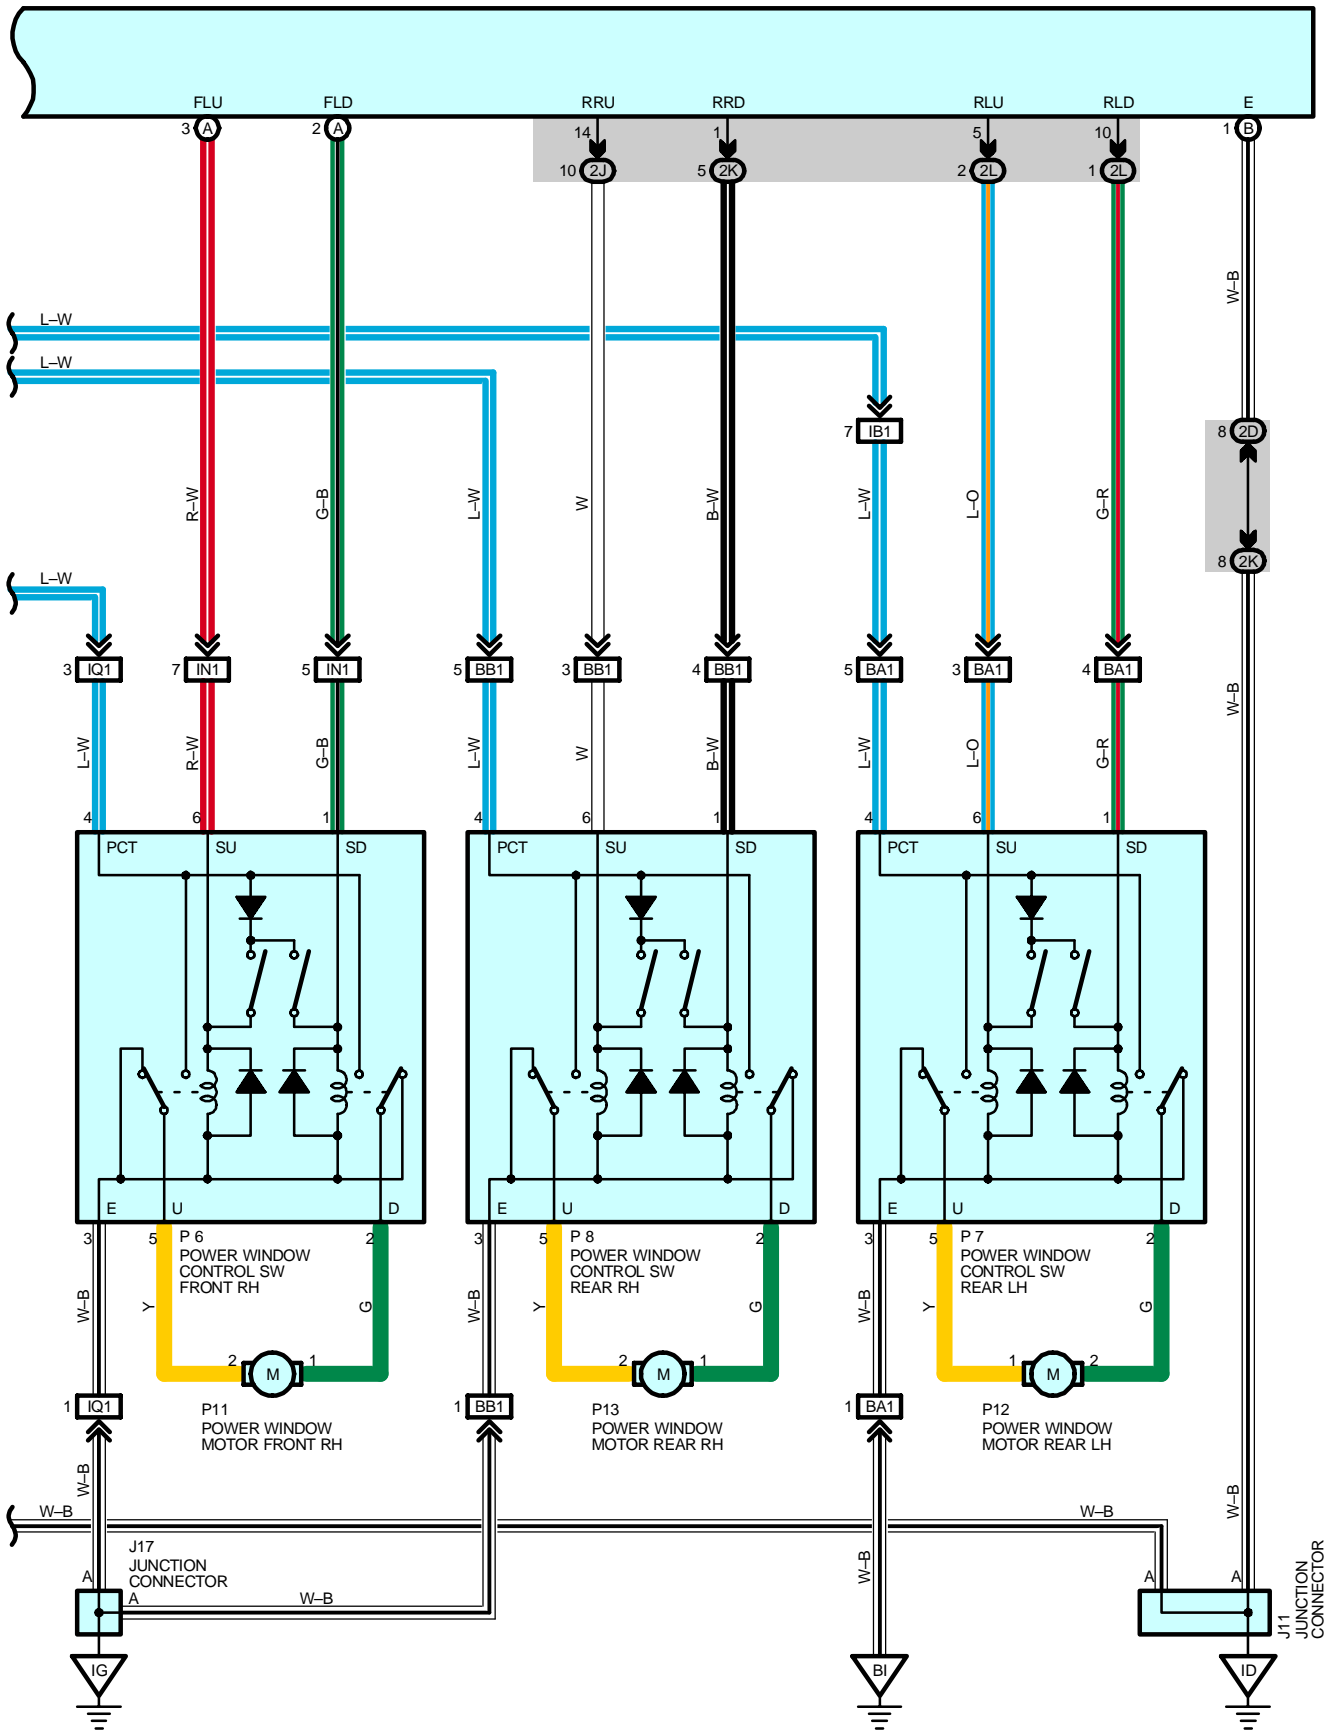 FLU FLD RRU RRD RLU RLD E
3 A 2 A 14 1 5 10 1 B
10 2J 5 2K 2 2L 1 2L
W–B
L–W
L–W
7 IB1 8 2D
R–W G–B L–W W B–W L–W L–O G–R
8 2K
L–W
3 IQ1 7 IN1 5 IN1 5 BB1 3 BB1 4 BB1 5 BA1 3 BA1 4 BA1
W–B
L–W R–W G–B L–W W B–W L–W L–O G–R
4 6 1 4 6 1 4 6 1
PCT SU SD PCT SU SD PCT SU SD
E U D E U D E U D
3 5 2 3 5 2 3 5 2
P 6
POWER WINDOW
CONTROL SW
FRONT RH
P 8
POWER WINDOW
CONTROL SW
REAR RH
P 7
POWER WINDOW
CONTROL SW
REAR LH
W–B Y G W–B Y G W–B Y G
2 M 1 2 M 1 1 M 2
1 IQ1 1 BB1 1 BA1
P11
POWER WINDOW
MOTOR FRONT RH
P13
POWER WINDOW
MOTOR REAR RH
P12
POWER WINDOW
MOTOR REAR LH
W–B
W–B W–B W–B
J17
JUNCTION
CONNECTOR
W–B
A A A
A W–B
J11
JUNCTION
CONNECTOR
IG BI ID